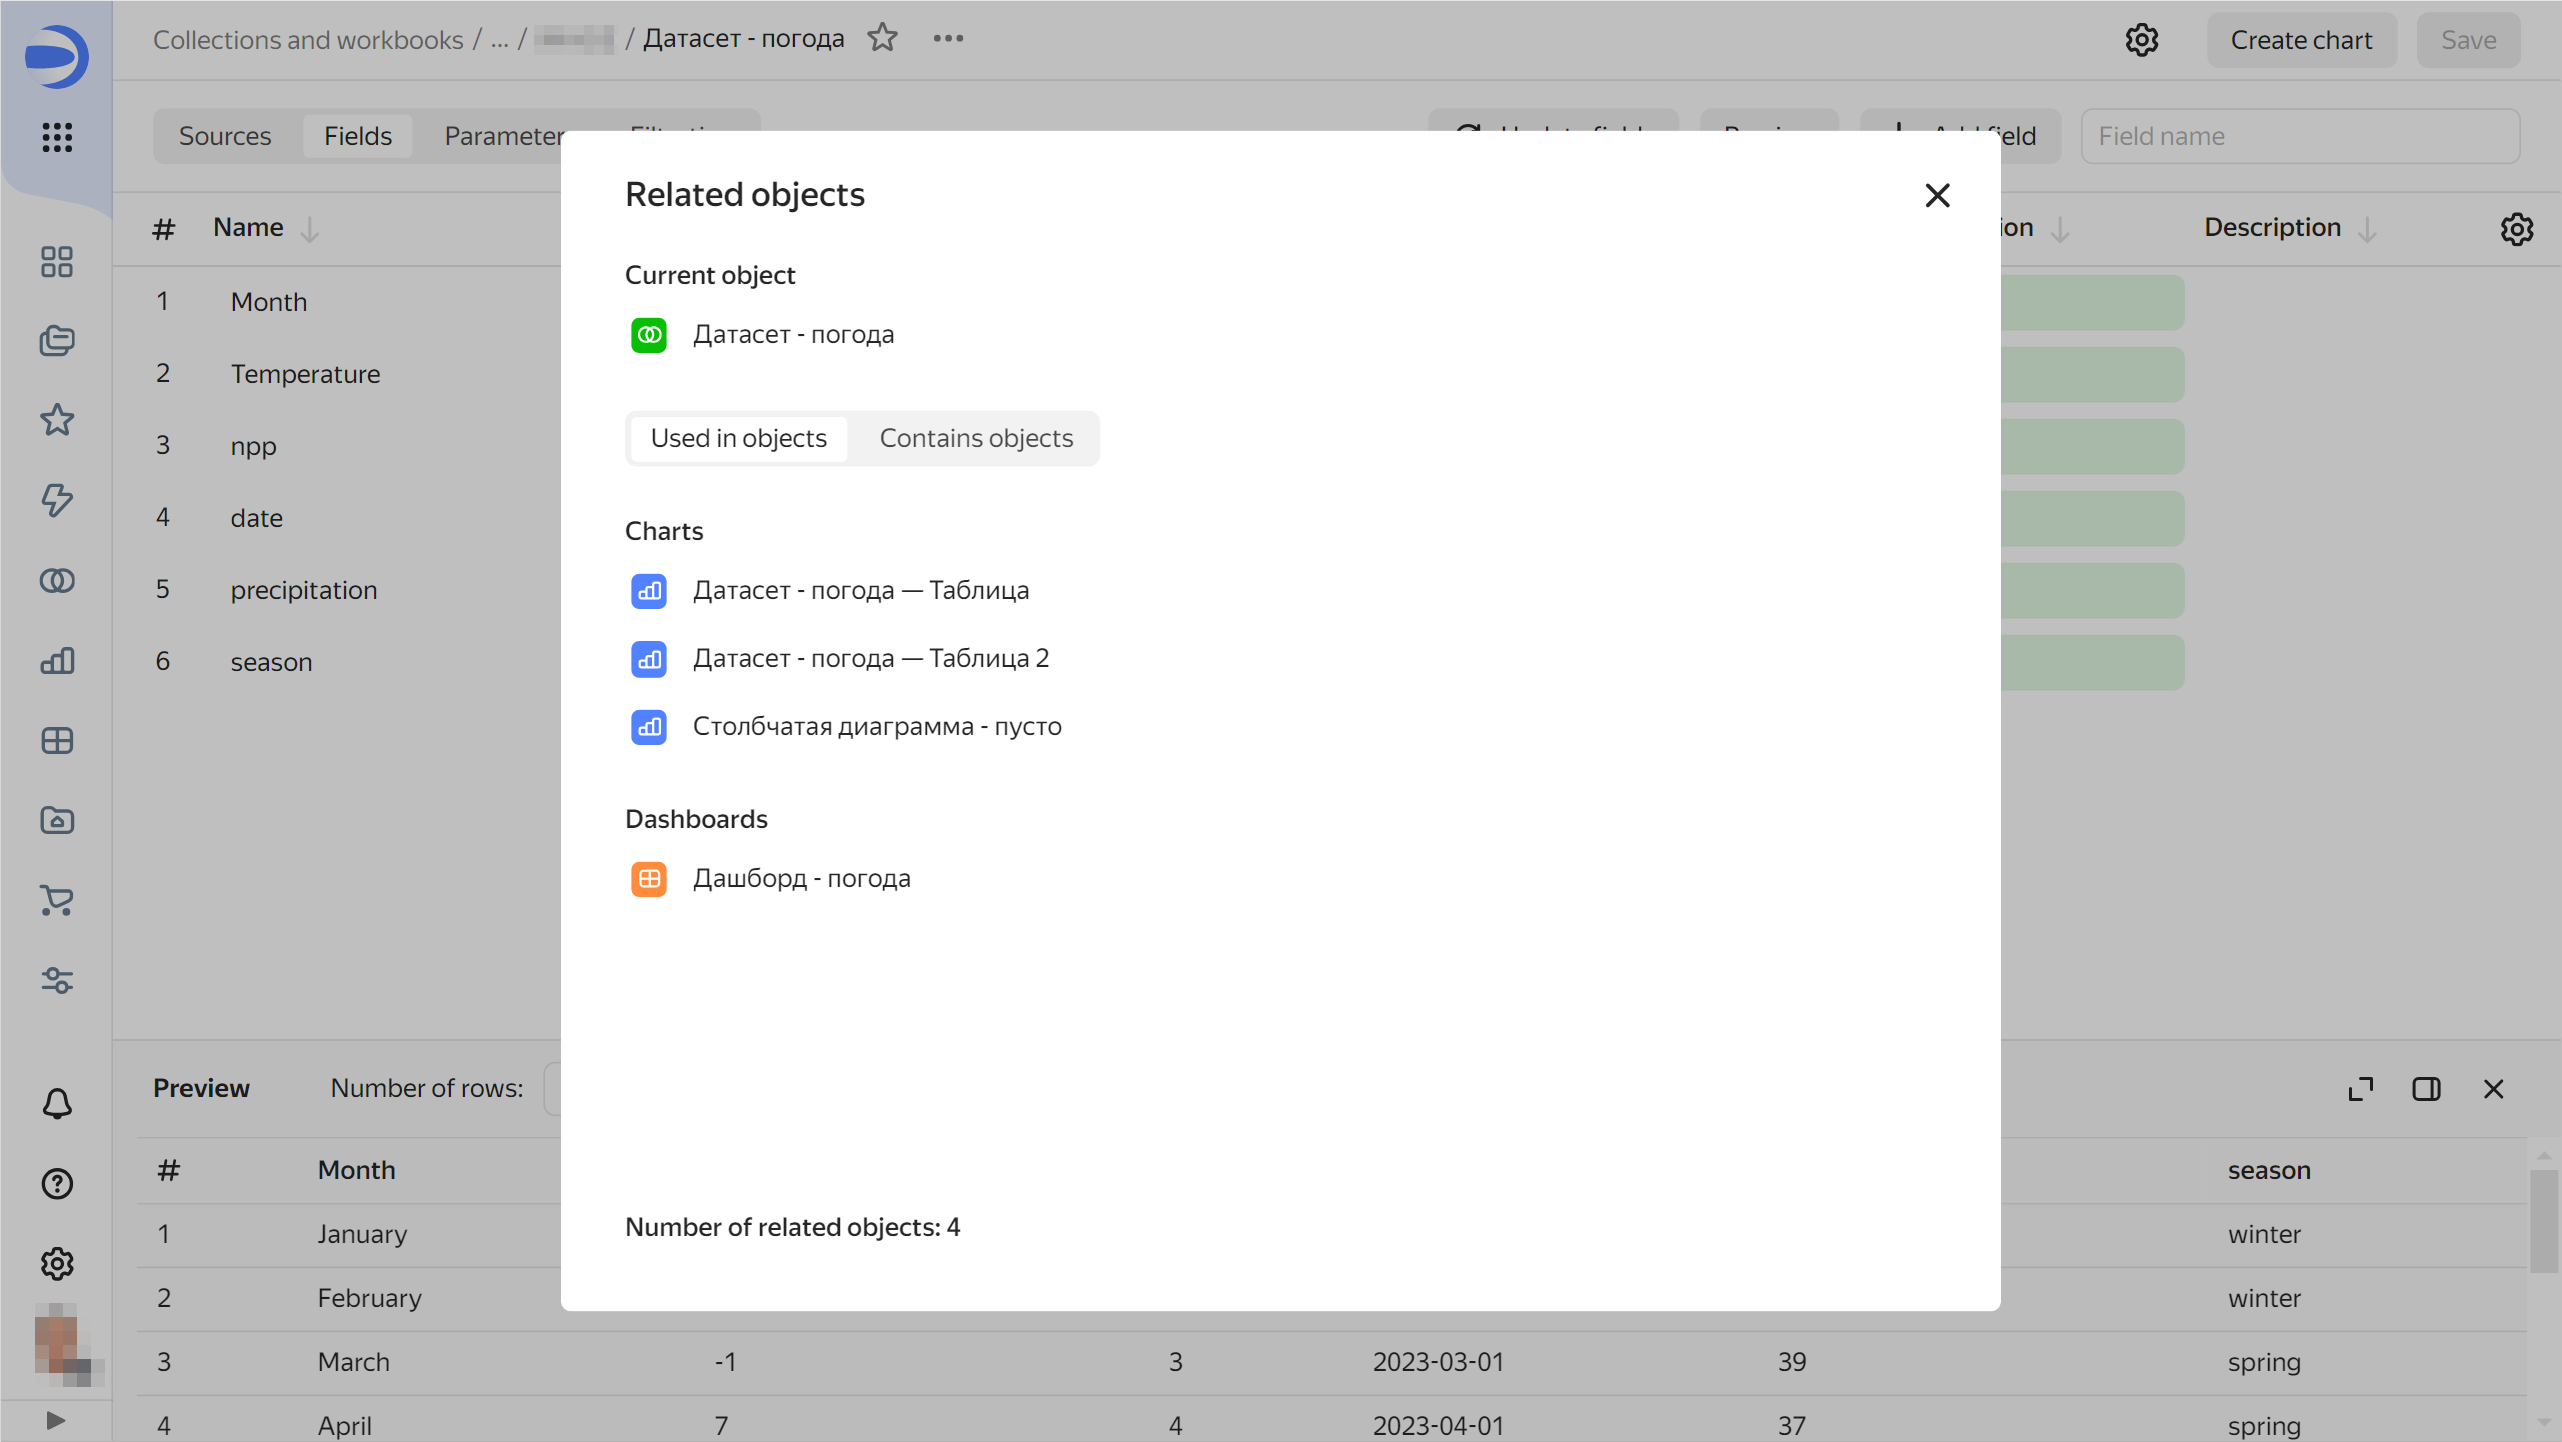 Collections and workbooks / ... / / Датасет - погода
Create chart
Save
Sources
Fields
Field name
# Name
Description
1 Month
2 Temperature
3 npp
4 date
5 precipitation
6 season
Related objects
Current object
Датасет - погода
Used in objects
Contains objects
Charts
Датасет - погода — Таблица
Датасет - погода — Таблица 2
Столбчатая диаграмма - пусто
Dashboards
Дашборд - погода
Number of related objects: 4
Preview
Number of rows:
# Month season
1 January winter
2 February winter
3 March -1 3 2023-03-01 39 spring
4 April 7 4 2023-04-01 37 spring